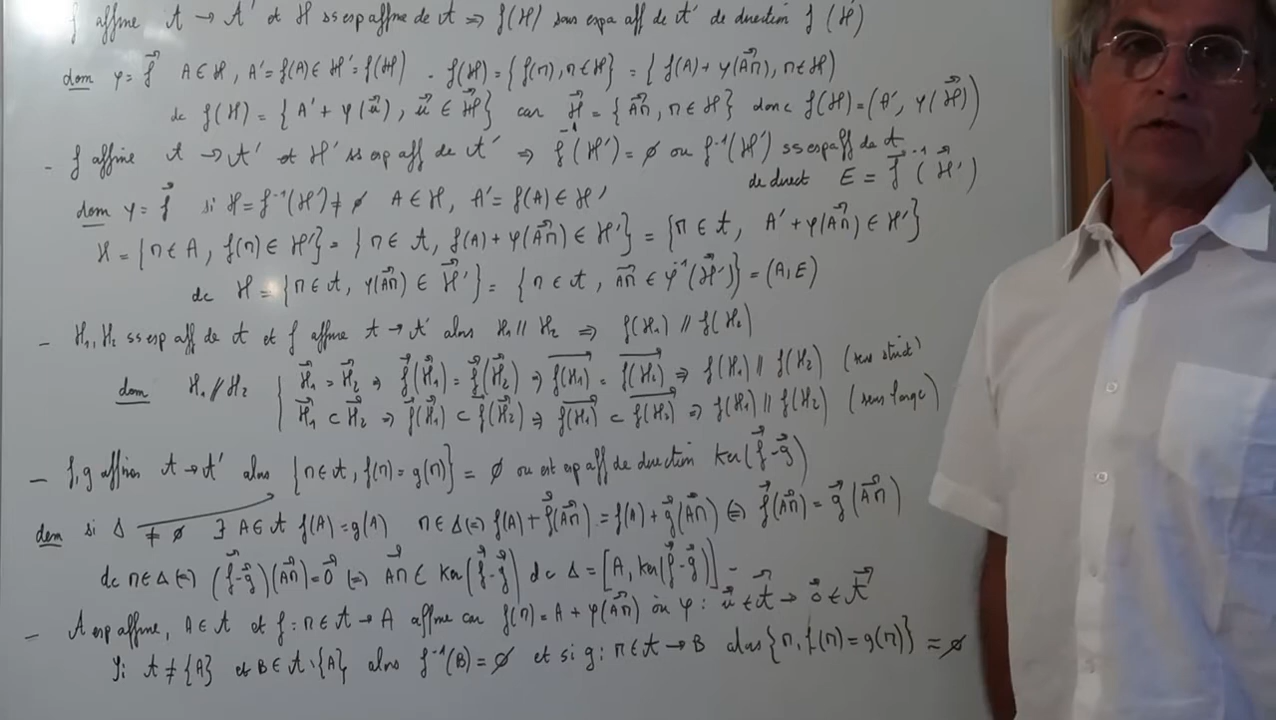 f affine A → A' et H ss esp affine de A ⇒ f(H) sous espa aff de A' de direction f⃗(H⃗)
dem φ = f⃗ A ∈ H, A' = f(A) ∈ H' = f(H) - f(H) = {f(M), M ∈ H} = {f(A) + φ(AM⃗), M ∈ H}
dc f(H) = {A' + φ(u⃗), u⃗ ∈ H⃗} car H⃗ = {AM⃗, M ∈ H} donc f(H) = (A', φ(H⃗))
- f affine A → A' et H' ss esp aff de A' ⇒ f⁻¹(H') = ∅ ou f⁻¹(H') ss esp aff de A
de direct E = f⃗⁻¹(H⃗')
dem φ = f⃗ si H = f⁻¹(H') ≠ ∅ A ∈ H, A' = f(A) ∈ H'
H = {M ∈ A, f(M) ∈ H'} = {M ∈ A, f(A) + φ(AM⃗) ∈ H'} = {M ∈ A, A' + φ(AM⃗) ∈ H'}
dc H = {M ∈ A, φ(AM⃗) ∈ H⃗'} = {M ∈ A, AM⃗ ∈ φ⁻¹(H⃗')} = (A, E)
- H₁, H₂ ss esp aff de A et f affine A → A' alors H₁ // H₂ ⇒ f(H₁) // f(H₂)
dem H₁ // H₂ { H⃗₁ = H⃗₂ ⇒ f⃗(H⃗₁) = f⃗(H⃗₂) ⇒ f(H₁)⃗ = f(H₂)⃗ ⇒ f(H₁) // f(H₂) (sens strict)
H⃗₁ ⊂ H⃗₂ ⇒ f⃗(H⃗₁) ⊂ f⃗(H⃗₂) ⇒ f(H₁)⃗ ⊂ f(H₂)⃗ ⇒ f(H₁) // f(H₂) (sens large)
- f, g affines A → A' alors {M ∈ A, f(M) = g(M)} = ∅ ou est esp aff de direction Ker(f⃗-g⃗)
dem si Δ ≠ ∅ ∃ A ∈ A f(A) = g(A) M ∈ Δ ⇔ f(A) + f⃗(AM⃗) = f(A) + g⃗(AM⃗) ⇔ f⃗(AM⃗) = g⃗(AM⃗)
dc M ∈ Δ ⇔ (f⃗-g⃗)(AM⃗) = 0⃗ ⇔ AM⃗ ∈ Ker(f⃗-g⃗) dc Δ = [A, Ker(f⃗-g⃗)] -
- A esp affine, A ∈ A et f : M ∈ A → A affine car f(M) = A + φ(AM⃗) où φ : u⃗ ∈ A⃗ → 0⃗ ∈ A⃗
Si A ≠ {A} et B ∈ A \ {A} alors f⁻¹(B) = ∅ et si g : M ∈ A → B alors {M, f(M) = g(M)} = ∅